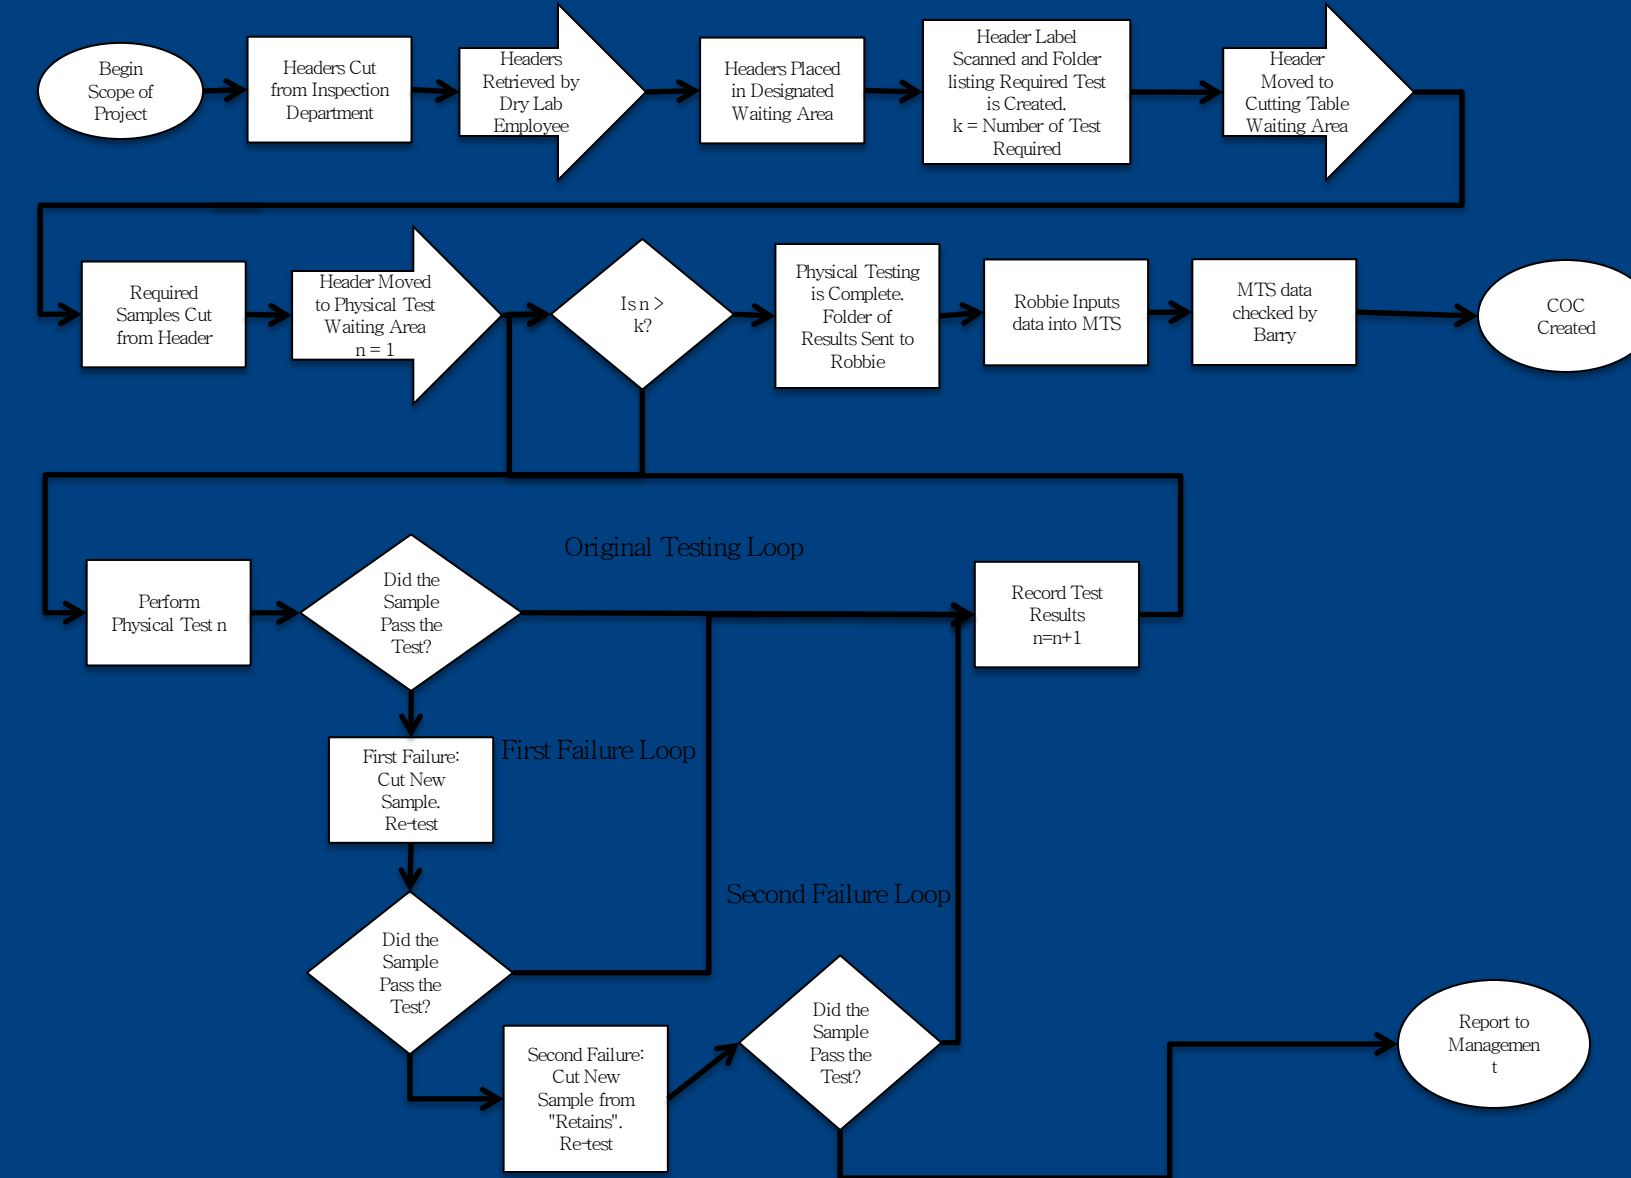 Begin
Scope of
Project
Headers Cut
from Inspection
Department
Headers
Retrieved by
Dry Lab
Employee
Headers Placed
in Designated
Waiting Area
Header Label
Scanned and Folder
listing Required Test
is Created.
k = Number of Test
Required
Header
Moved to
Cutting Table
Waiting Area
Required
Samples Cut
from Header
Header Moved
to Physical Test
Waiting Area
n = 1
Is n >
k?
Physical Testing
is Complete.
Folder of
Results Sent to
Robbie
Robbie Inputs
data into MTS
MTS data
checked by
Barry
COC
Created
Original Testing Loop
Perform
Physical Test n
Did the
Sample
Pass the
Test?
Record Test
Results
n=n+1
First Failure:
Cut New
Sample.
Re-test
First Failure Loop
Second Failure Loop
Did the
Sample
Pass the
Test?
Second Failure:
Cut New
Sample from
"Retains".
Re-test
Did the
Sample
Pass the
Test?
Report to
Managemen
t